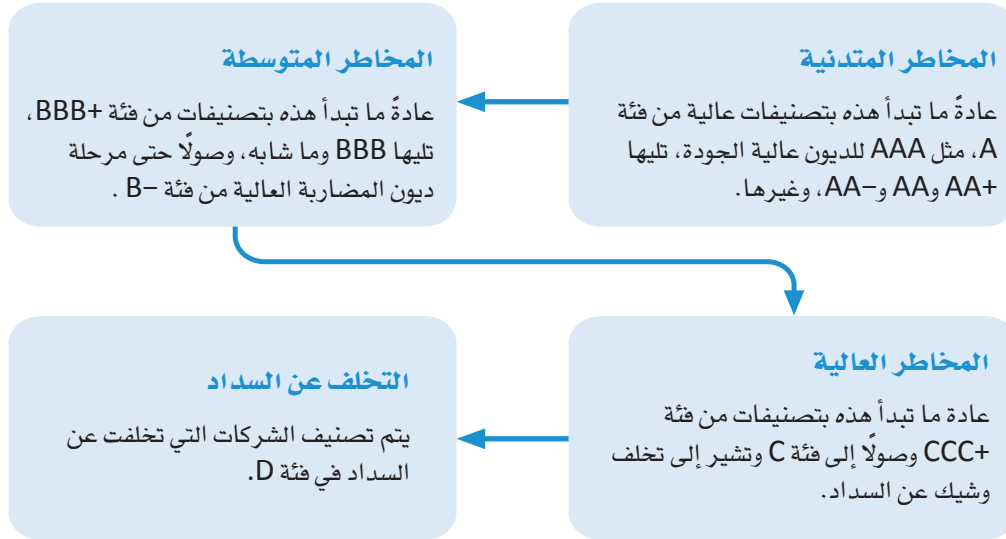 المخاطر المتدنية
عادةً ما تبدأ هذه بتصنيفات عالية من فئة
A، مثل AAA للديون عالية الجودة، تليها
AA+ وAA و-AA، وغيرها.
المخاطر المتوسطة
عادةً ما تبدأ هذه بتصنيفات من فئة +BBB،
تليها BBB وما شابه، وصولًا حتى مرحلة
ديون المضاربة العالية من فئة -B .
المخاطر العالية
عادة ما تبدأ هذه بتصنيفات من فئة
CCC+ وصولًا إلى فئة C وتشير إلى تخلف
وشيك عن السداد.
التخلف عن السداد
يتم تصنيف الشركات التي تخلفت عن
السداد في فئة D.